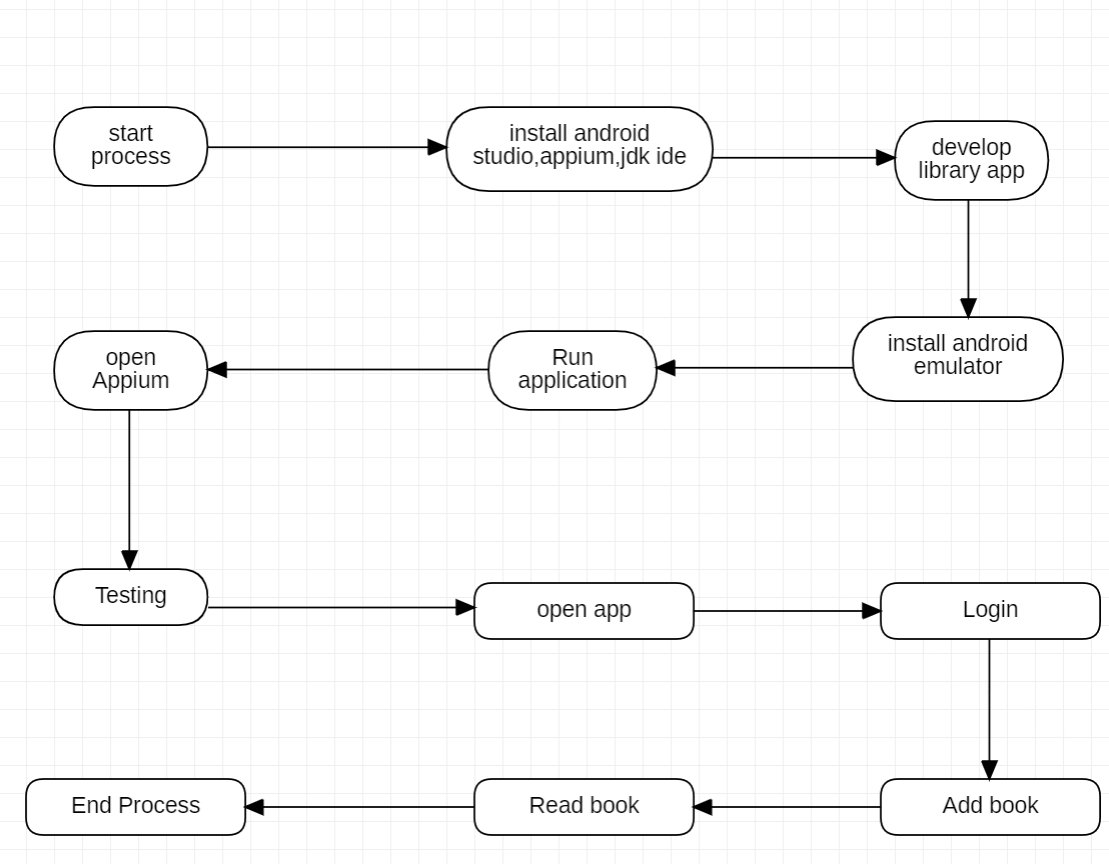 start
process
install android
studio,appium,jdk ide
develop
library app
install android
emulator
Run
application
open
Appium
Testing
open app
Login
Add book
Read book
End Process